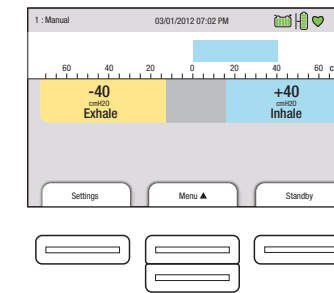 1 : Manual 03/01/2012 07:02 PM
60 40 20 0 20 40 60 c
-40 +40
cmH20 cmH20
Exhale Inhale
Settings Menu ▲ Standby